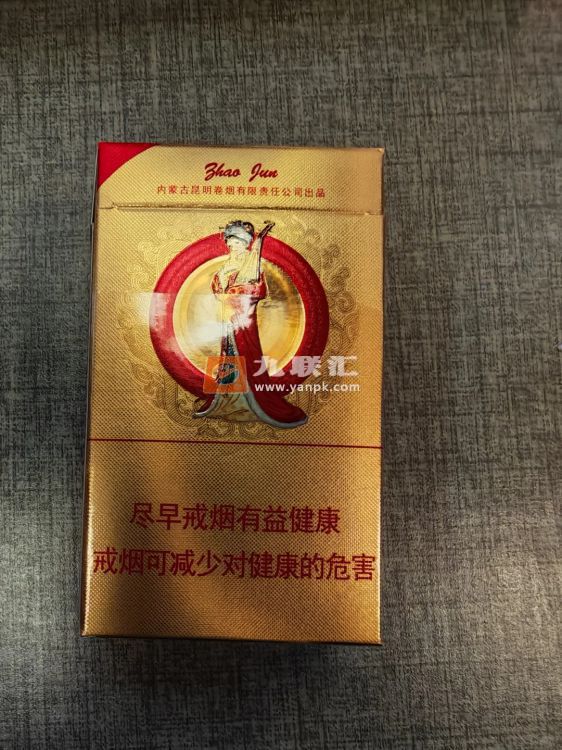 Zhao Jun
内蒙古昆明卷烟有限责任公司出品
九联汇
www.yanpk.com
尽早戒烟有益健康
戒烟可减少对健康的危害